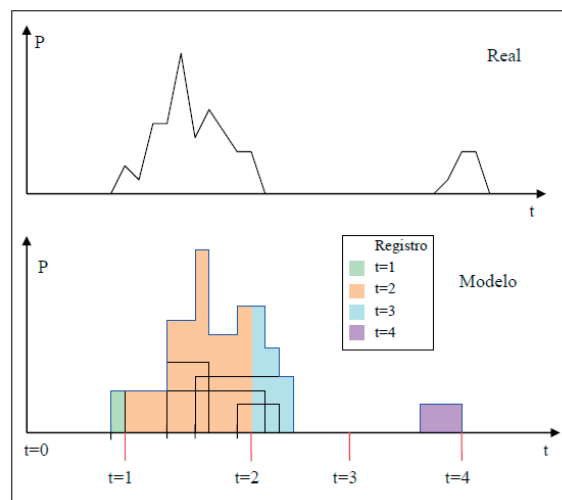 P
Real
t
P
Registro
t=1
t=2
t=3
t=4
Modelo
t=0
t
t=1
t=2
t=3
t=4